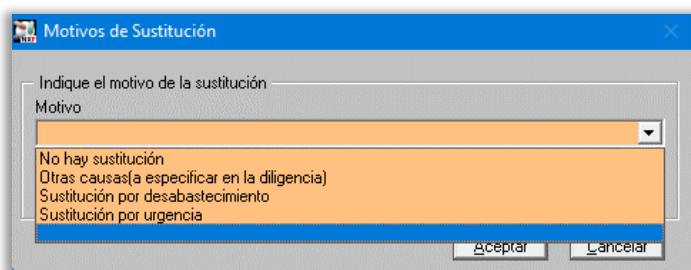 Motivos de Sustitución
Indique el motivo de la sustitución
Motivo
No hay sustitución
Otras causas(a especificar en la diligencia)
Sustitución por desabastecimiento
Sustitución por urgencia
Aceptar Cancelar